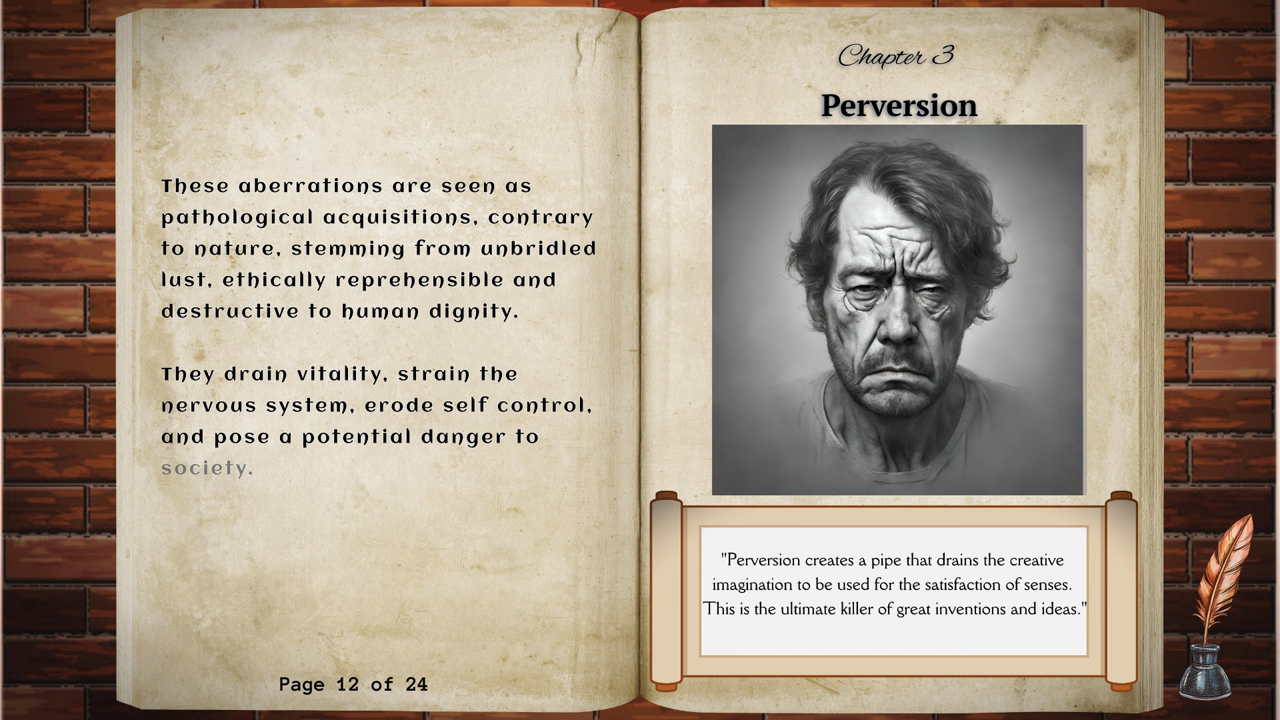 These aberrations are seen as
pathological acquisitions, contrary
to nature, stemming from unbridled
lust, ethically reprehensible and
destructive to human dignity.
They drain vitality, strain the
nervous system, erode self control,
and pose a potential danger to
society.
Page 12 of 24
Chapter 3
Perversion
"Perversion creates a pipe that drains the creative
imagination to be used for the satisfaction of senses.
This is the ultimate killer of great inventions and ideas."